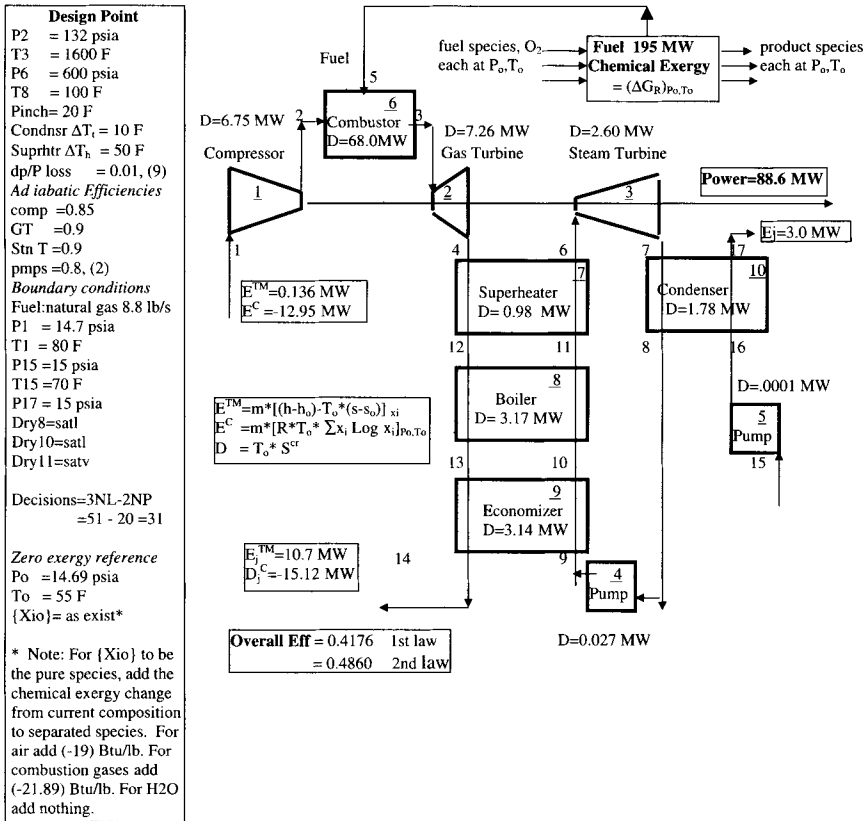 Design Point
P2 = 132 psia
T3 = 1600 F
P6 = 600 psia
T8 = 100 F
Pinch= 20 F
Condnsr ΔTₜ = 10 F
Suprhtr ΔTₕ = 50 F
dp/P loss = 0.01, (9)
Ad iabatic Efficiencies
comp =0.85
GT =0.9
Stn T =0.9
pmps =0.8, (2)
Boundary conditions
Fuel:natural gas 8.8 lb/s
P1 = 14.7 psia
T1 = 80 F
P15 =15 psia
T15 =70 F
P17 = 15 psia
Dry8=satl
Dry10=satl
Dry11=satv
Decisions=3NL-2NP
=51 - 20 =31
Zero exergy reference
Po =14.69 psia
To = 55 F
{Xio}= as exist*
* Note: For {Xio} to be
the pure species, add the
chemical exergy change
from current composition
to separated species. For
air add (-19) Btu/lb. For
combustion gases add
(-21.89) Btu/lb. For H2O
add nothing.
fuel species, O₂
each at Pₒ,Tₒ
Fuel 195 MW
Chemical Exergy
= (ΔG_R)_Po,To
product species
each at Pₒ,Tₒ
Fuel
5
D=6.75 MW
2
6
Combustor
D=68.0MW
3
D=7.26 MW
D=2.60 MW
Compressor
Gas Turbine
Steam Turbine
1
2
3
Power=88.6 MW
Ej=3.0 MW
1
4
6
7
17
E^TM=0.136 MW
E^C =-12.95 MW
7
Superheater
D= 0.98 MW
10
Condenser
D=1.78 MW
12
11
8
16
E^TM=m*[(h-hₒ)-Tₒ*(s-sₒ)] xi
E^C =m*[R*Tₒ* ∑xᵢ Log xᵢ]_Po,To
D = Tₒ* S^cr
8
Boiler
D= 3.17 MW
D=.0001 MW
5
Pump
15
13
10
9
Economizer
D=3.14 MW
Eⱼ^TM=10.7 MW
Dⱼ^C=-15.12 MW
14
9
4
Pump
Overall Eff = 0.4176 1st law
= 0.4860 2nd law
D=0.027 MW